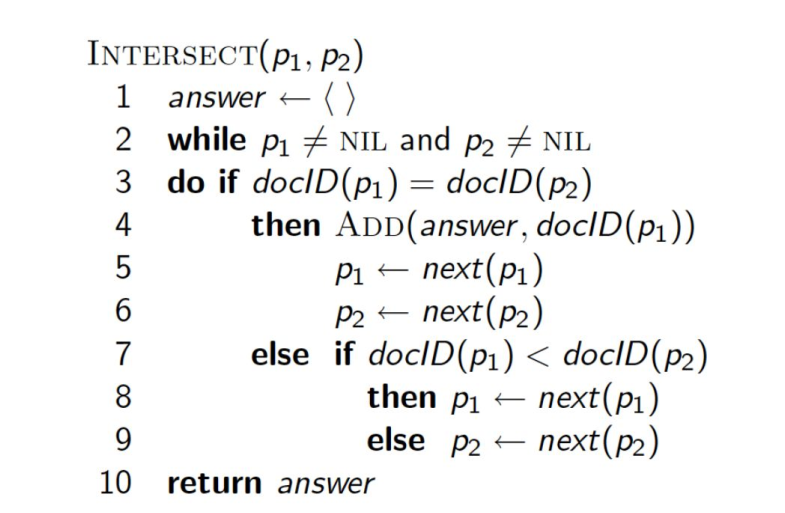 INTERSECT(p₁, p₂)
1 answer ← ⟨ ⟩
2 while p₁ ≠ NIL and p₂ ≠ NIL
3 do if docID(p₁) = docID(p₂)
4 then ADD(answer, docID(p₁))
5 p₁ ← next(p₁)
6 p₂ ← next(p₂)
7 else if docID(p₁) < docID(p₂)
8 then p₁ ← next(p₁)
9 else p₂ ← next(p₂)
10 return answer